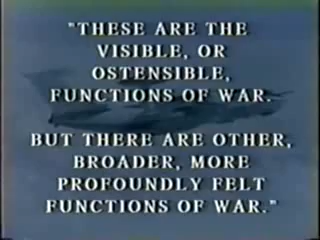 "THESE ARE THE
VISIBLE, OR
OSTENSIBLE,
FUNCTIONS OF WAR.
BUT THERE ARE OTHER,
BROADER, MORE
PROFOUNDLY FELT
FUNCTIONS OF WAR."